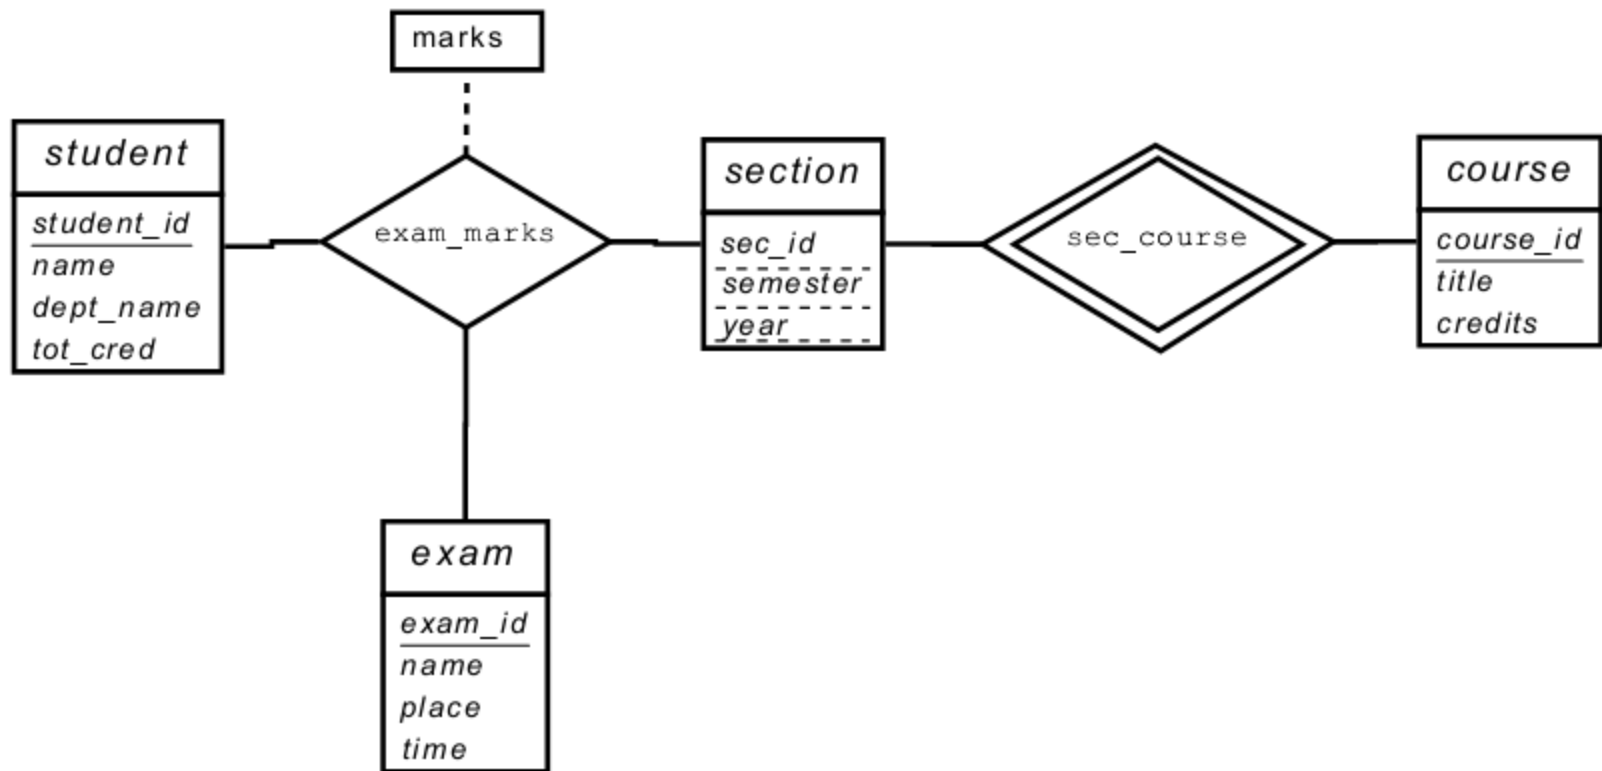 marks
student
student_id
name
dept_name
tot_cred
exam_marks
section
sec_id
semester
year
sec_course
course
course_id
title
credits
exam
exam_id
name
place
time